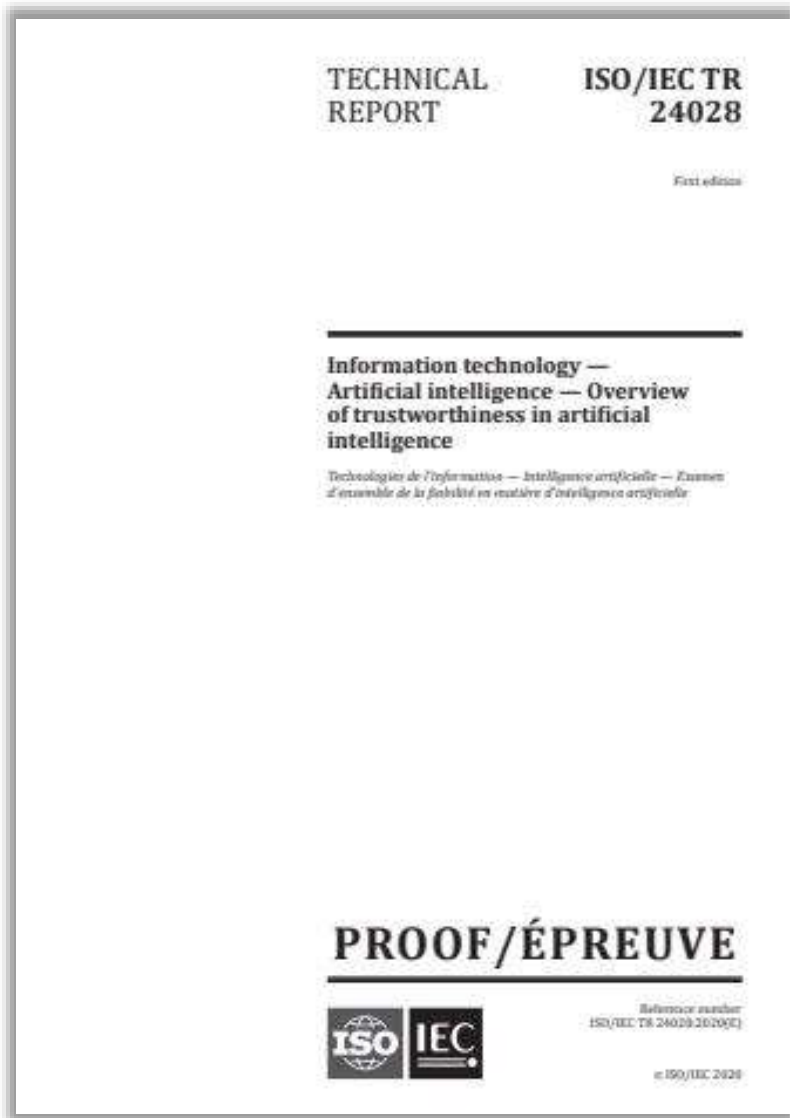 TECHNICAL
REPORT
ISO/IEC TR
24028
First edition
Information technology —
Artificial intelligence — Overview
of trustworthiness in artificial
intelligence
Technologies de l'information — Intelligence artificielle — Examen
d'ensemble de la fiabilité en matière d'intelligence artificielle
PROOF/ÉPREUVE
ISO
IEC
Reference number
ISO/IEC TR 24028:2020(E)
© ISO/IEC 2020